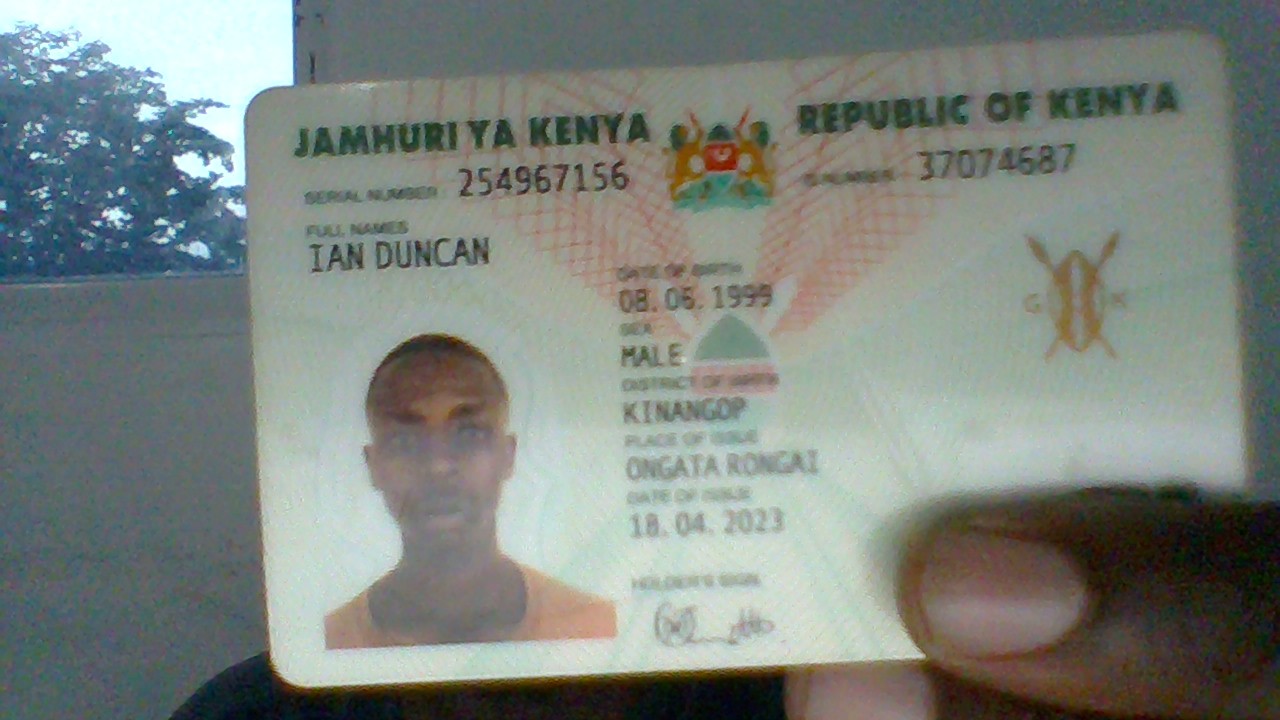 JAMHURI YA KENYA
REPUBLIC OF KENYA
SERIAL NUMBER 254967156
ID NUMBER 37074687
FULL NAMES
IAN DUNCAN
DATE OF BIRTH
08. 06. 1999
SEX
MALE
DISTRICT OF BIRTH
KINANGOP
PLACE OF ISSUE
ONGATA RONGAI
DATE OF ISSUE
18. 04. 2023
HOLDER'S SIGN.
G K